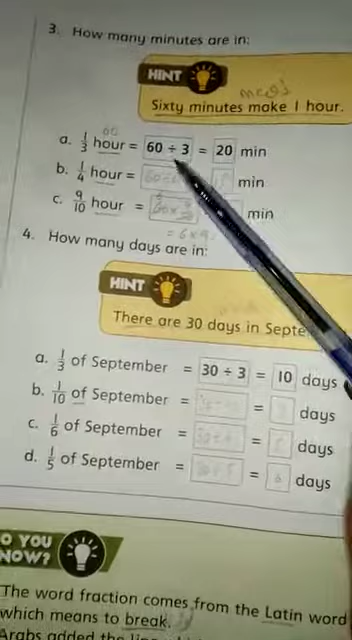 3. How many minutes are in:
HINT
Sixty minutes make 1 hour.
a. 1/3 hour = 60 ÷ 3 = 20 min
b. 1/4 hour = min
c. 9/10 hour = min
= 6 × 9
4. How many days are in:
HINT
There are 30 days in Septe
a. 1/3 of September = 30 ÷ 3 = 10 days
b. 1/10 of September = = days
c. 1/6 of September = = days
d. 1/5 of September = = 6 days
O YOU
NOW?
The word fraction comes from the Latin word
which means to break.
Arabs added the